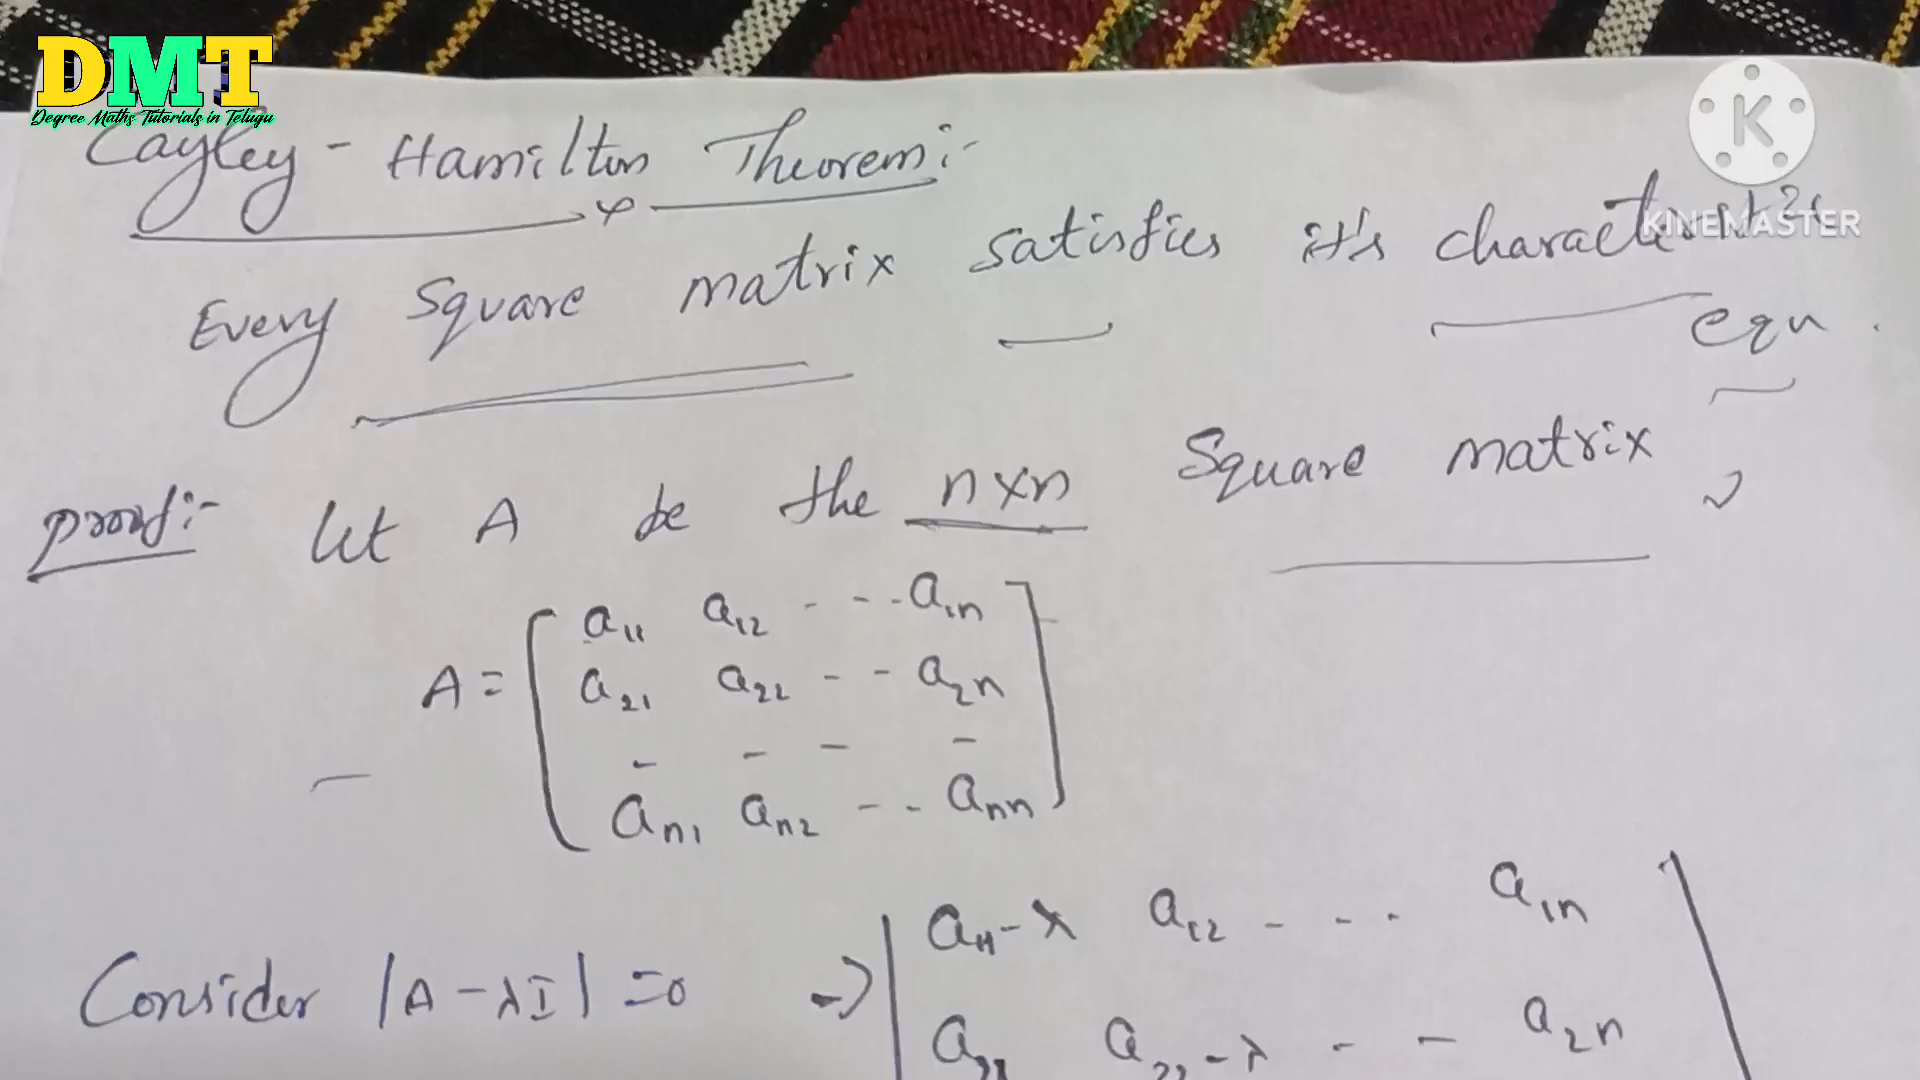 DMT
Degree Maths Tutorials in Telugu
Cayley - Hamilton Theorem :-
KINEMASTER
Every Square matrix satisfies it's characteristic
equ.
proof:- let A be the n×n Square matrix
A = [ a₁₁ a₁₂ - - - a₁ₙ
a₂₁ a₂₂ - - a₂ₙ
- - - -
aₙ₁ aₙ₂ - - aₙₙ ]
Consider |A - λI| = 0 → | a₁₁-λ a₁₂ - - - a₁ₙ
a₂₁ a₂₂-λ - - a₂ₙ